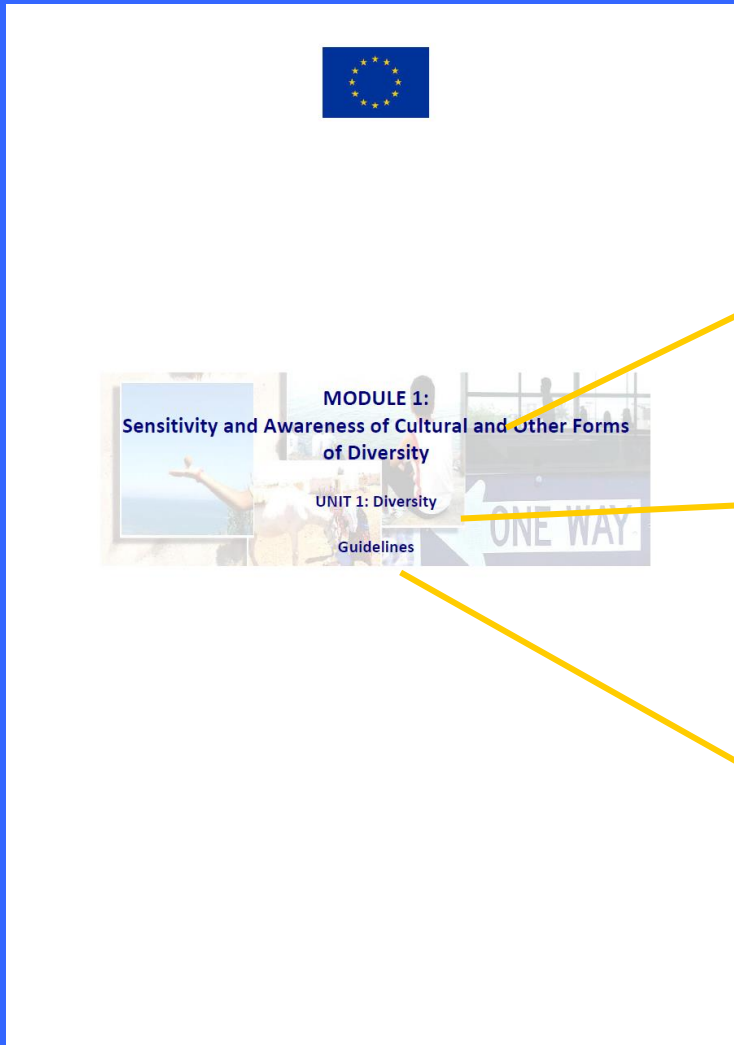 MODULE 1:
Sensitivity and Awareness of Cultural and Other Forms
of Diversity
UNIT 1: Diversity
Guidelines
ONE WAY